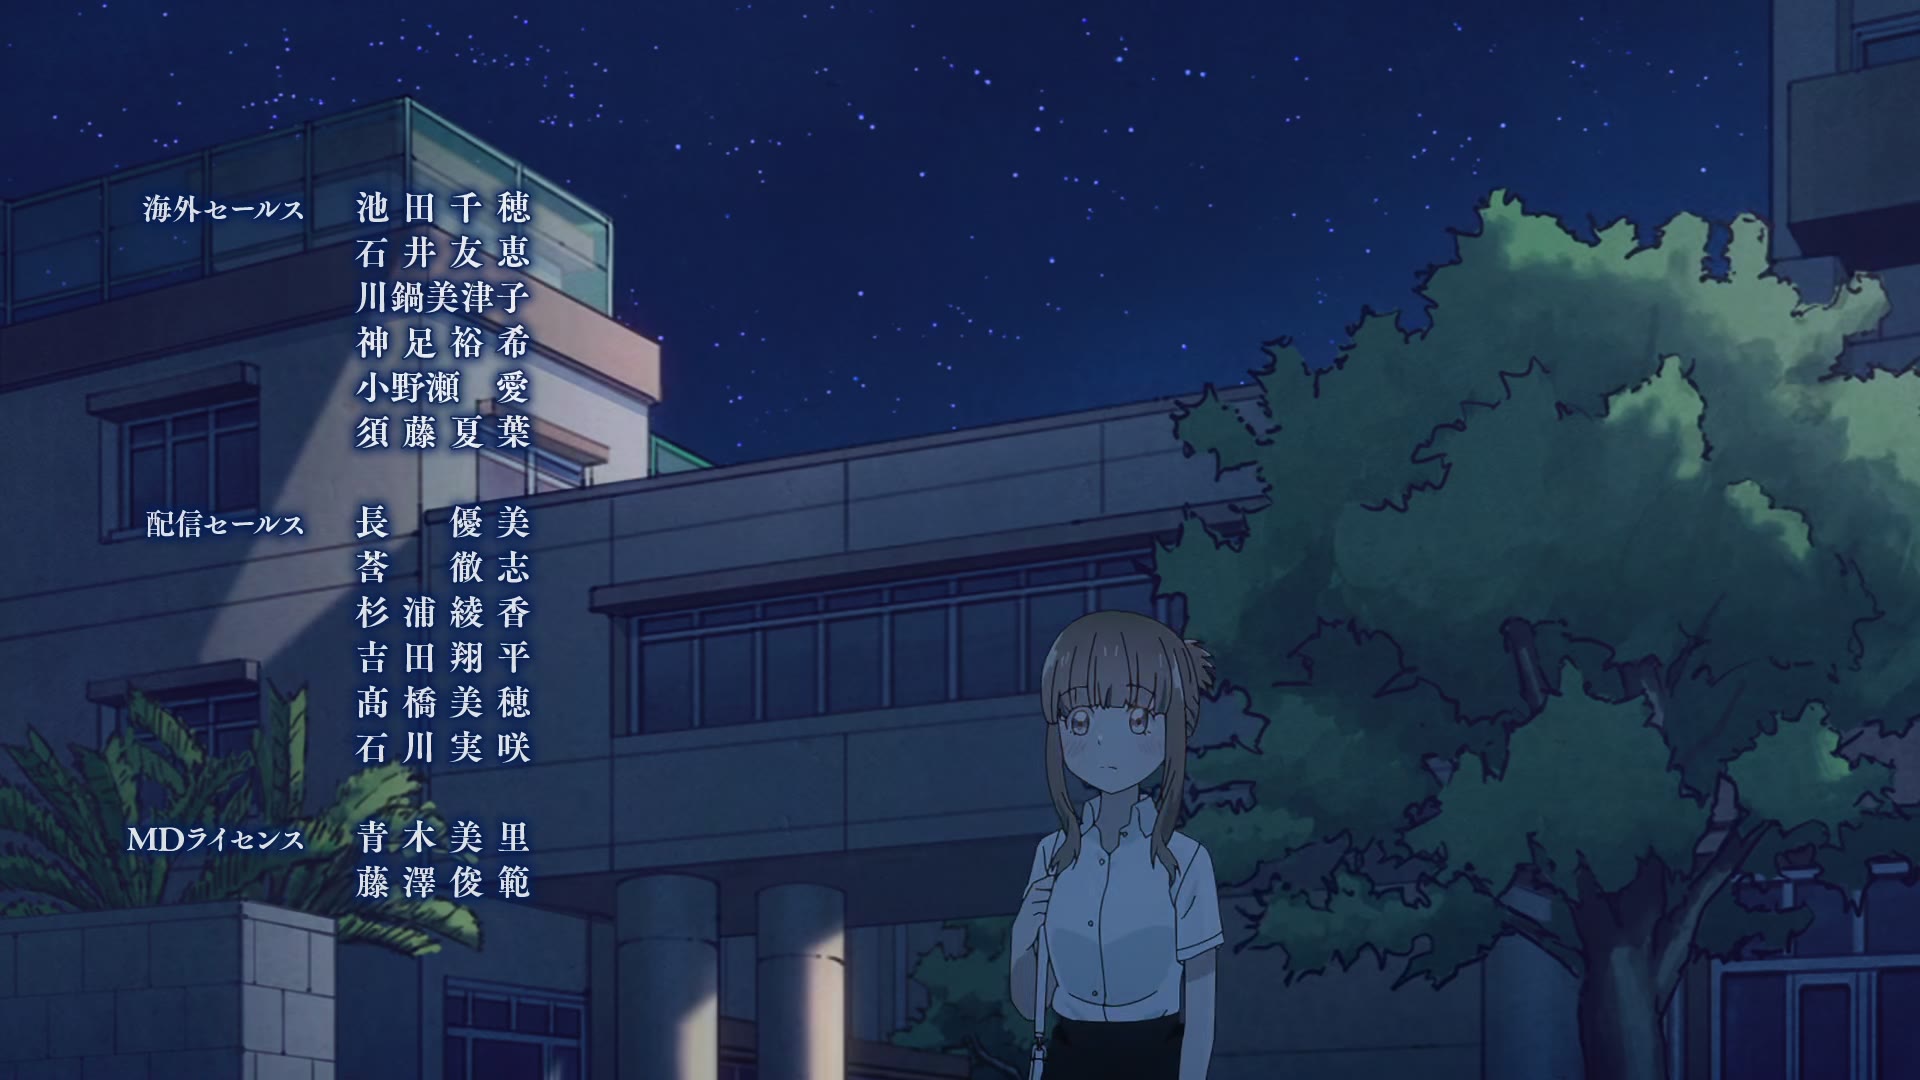 海外セールス 池田千穂
石井友恵
川鍋美津子
神足裕希
小野瀬 愛
須藤夏葉
配信セールス 長 優美
荅 徹志
杉浦綾香
吉田翔平
髙橋美穂
石川実咲
MDライセンス 青木美里
藤澤俊範